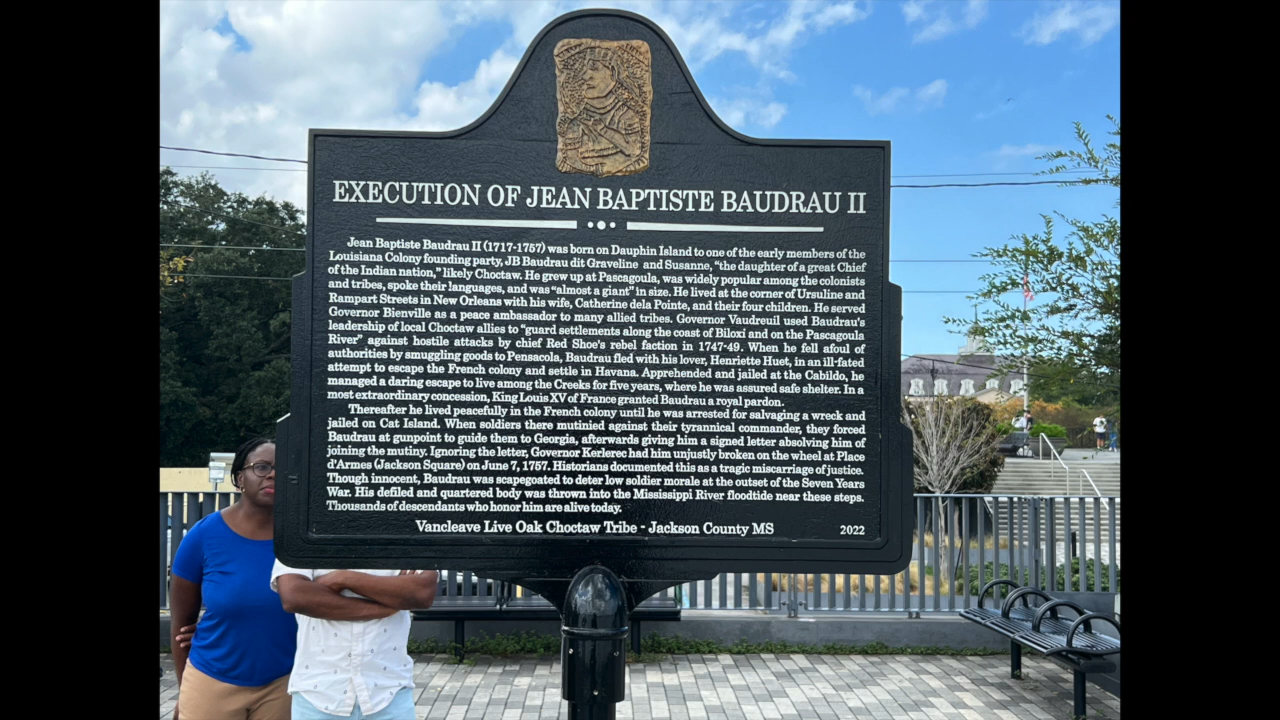 EXECUTION OF JEAN BAPTISTE BAUDRAU II
Jean Baptiste Baudrau II (1717-1757) was born on Dauphin Island to one of the early members of the
Louisiana Colony founding party, JB Baudrau dit Graveline and Susanne, “the daughter of a great Chief
of the Indian nation,” likely Choctaw. He grew up at Pascagoula, was widely popular among the colonists
and tribes, spoke their languages, and was “almost a giant” in size. He lived at the corner of Ursuline and
Rampart Streets in New Orleans with his wife, Catherine dela Pointe, and their four children. He served
Governor Bienville as a peace ambassador to many allied tribes. Governor Vaudreuil used Baudrau's
leadership of local Choctaw allies to “guard settlements along the coast of Biloxi and on the Pascagoula
River” against hostile attacks by chief Red Shoe's rebel faction in 1747-49. When he fell afoul of
authorities by smuggling goods to Pensacola, Baudrau fled with his lover, Henriette Huet, in an ill-fated
attempt to escape the French colony and settle in Havana. Apprehended and jailed at the Cabildo, he
managed a daring escape to live among the Creeks for five years, where he was assured safe shelter. In a
most extraordinary concession, King Louis XV of France granted Baudrau a royal pardon.
Thereafter he lived peacefully in the French colony until he was arrested for salvaging a wreck and
jailed on Cat Island. When soldiers there mutinied against their tyrannical commander, they forced
Baudrau at gunpoint to guide them to Georgia, afterwards giving him a signed letter absolving him of
joining the mutiny. Ignoring the letter, Governor Kerlerec had him unjustly broken on the wheel at Place
d'Armes (Jackson Square) on June 7, 1757. Historians documented this as a tragic miscarriage of justice.
Though innocent, Baudrau was scapegoated to deter low soldier morale at the outset of the Seven Years
War. His defiled and quartered body was thrown into the Mississippi River floodtide near these steps.
Thousands of descendants who honor him are alive today.
Vancleave Live Oak Choctaw Tribe - Jackson County MS
2022